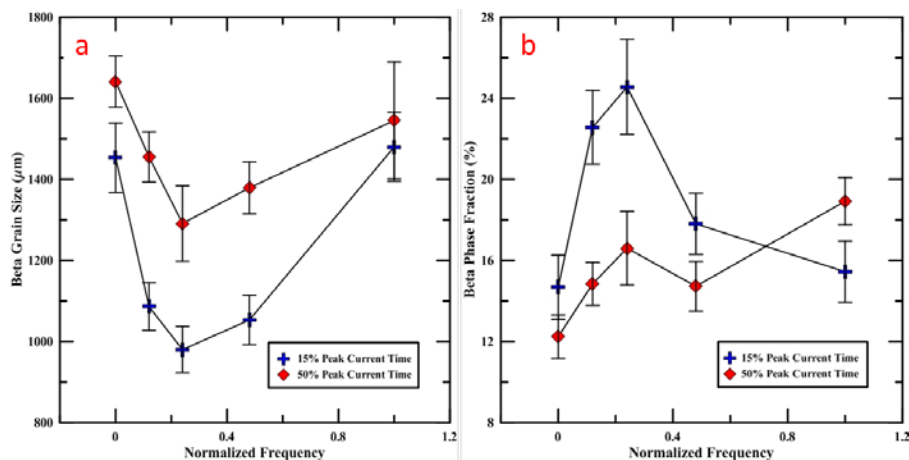 a
1800
1600
1400
1200
1000
800
Beta Grain Size (μm)
0
0.4
0.8
1.2
Normalized Frequency
15% Peak Current Time
50% Peak Current Time
b
28
24
20
16
12
8
Beta Phase Fraction (%)
0
0.4
0.8
1.2
Normalized Frequency
15% Peak Current Time
50% Peak Current Time